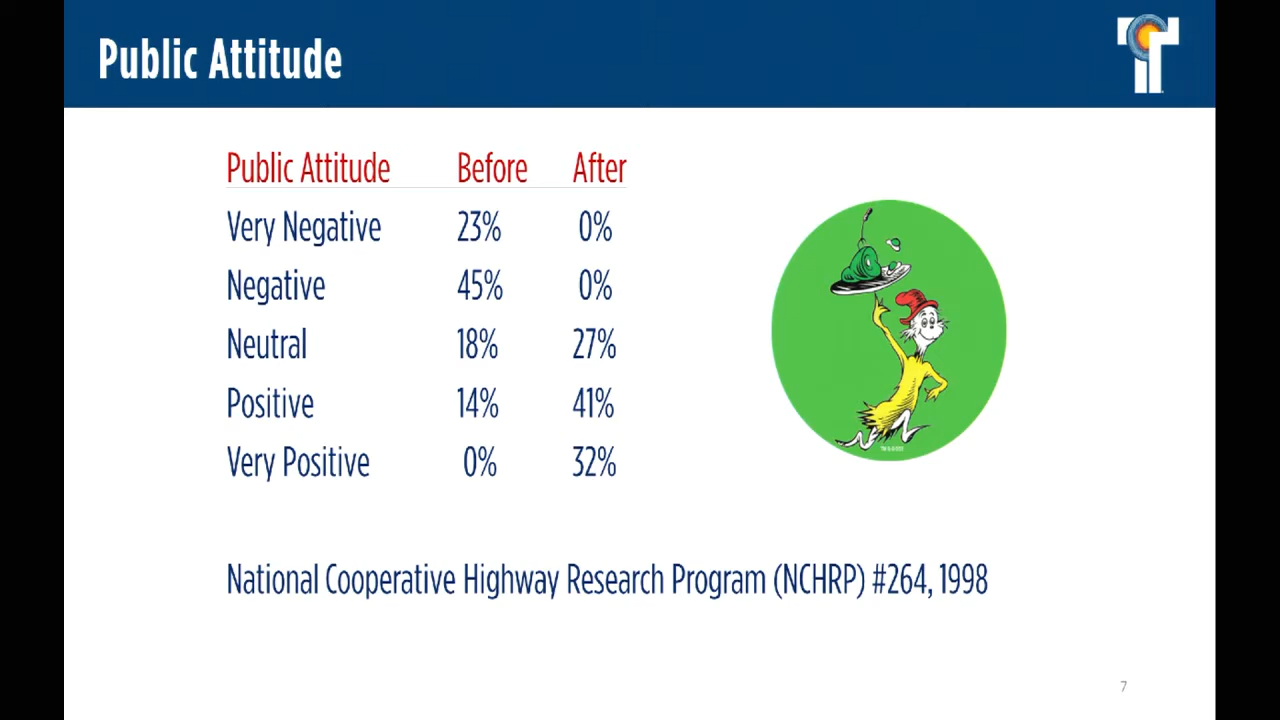 Public Attitude
Public Attitude Before After
Very Negative 23% 0%
Negative 45% 0%
Neutral 18% 27%
Positive 14% 41%
Very Positive 0% 32%
National Cooperative Highway Research Program (NCHRP) #264, 1998
7